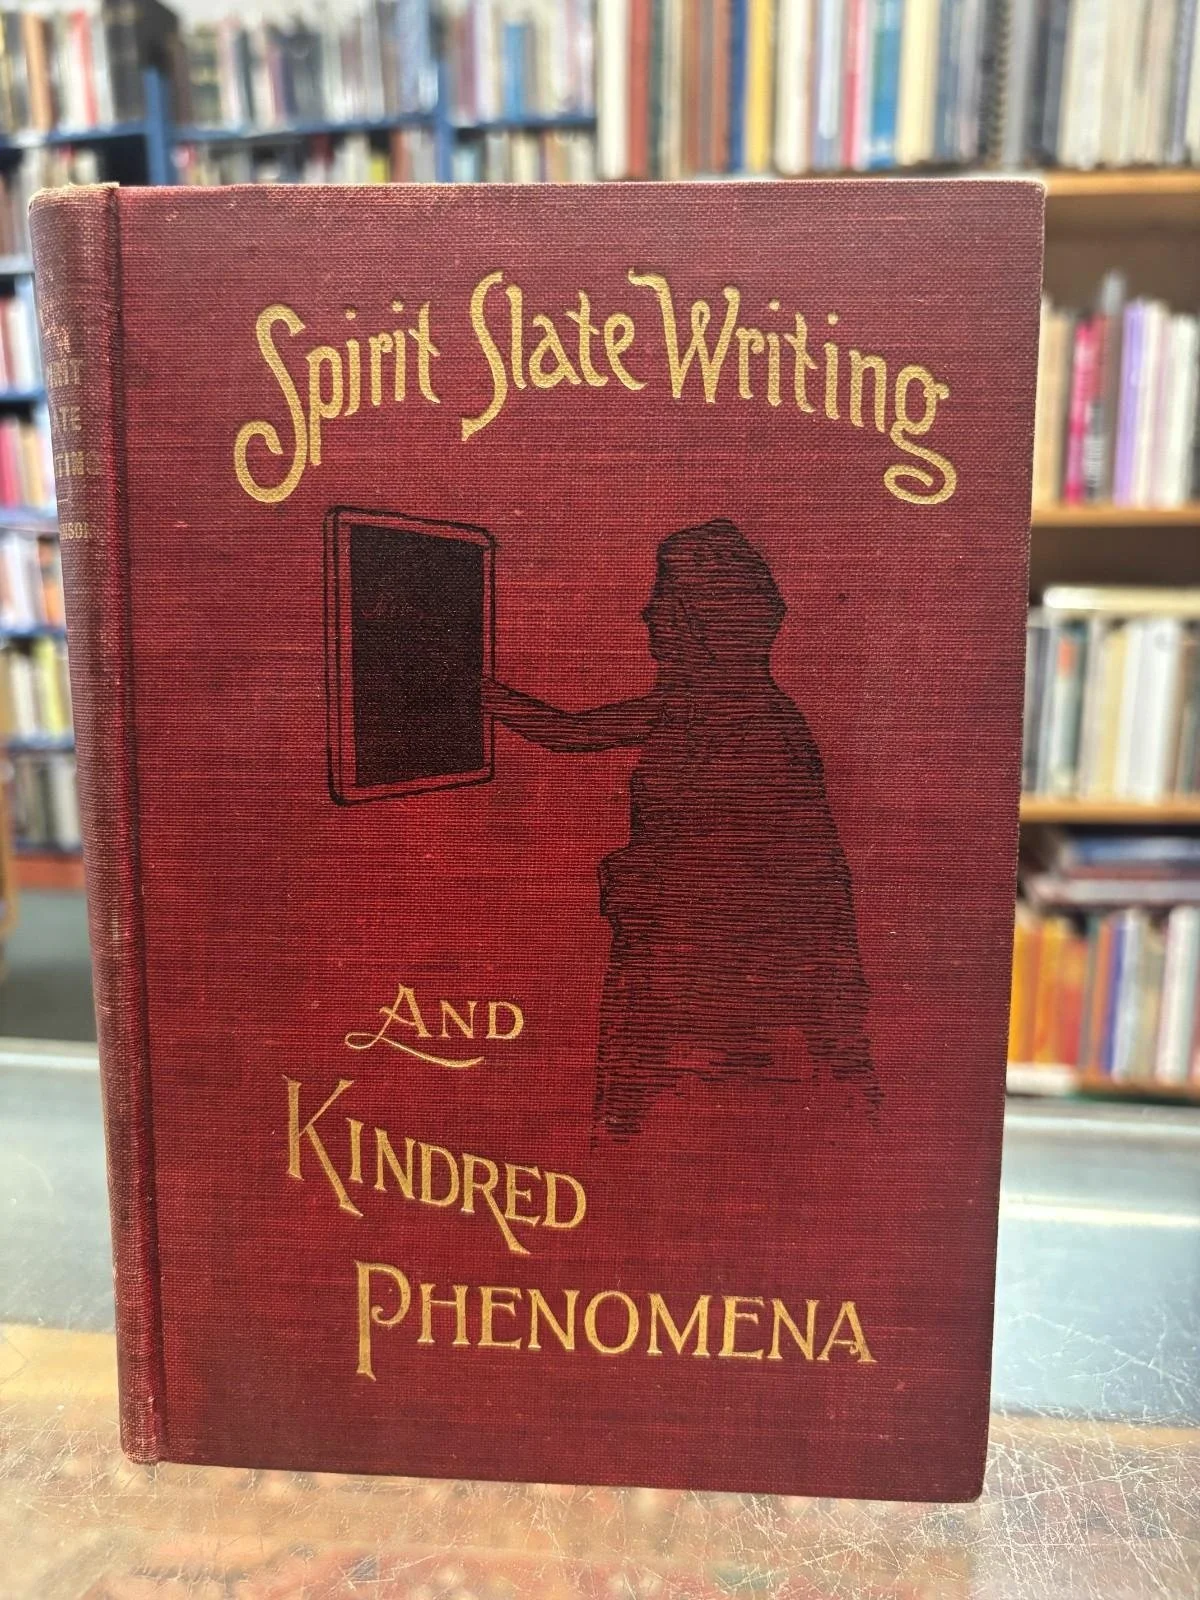 Spirit Slate Writing
AND
KINDRED
PHENOMENA